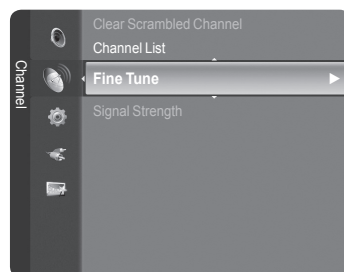 Channel
Clear Scrambled Channel
Channel List
Fine Tune
Signal Strength